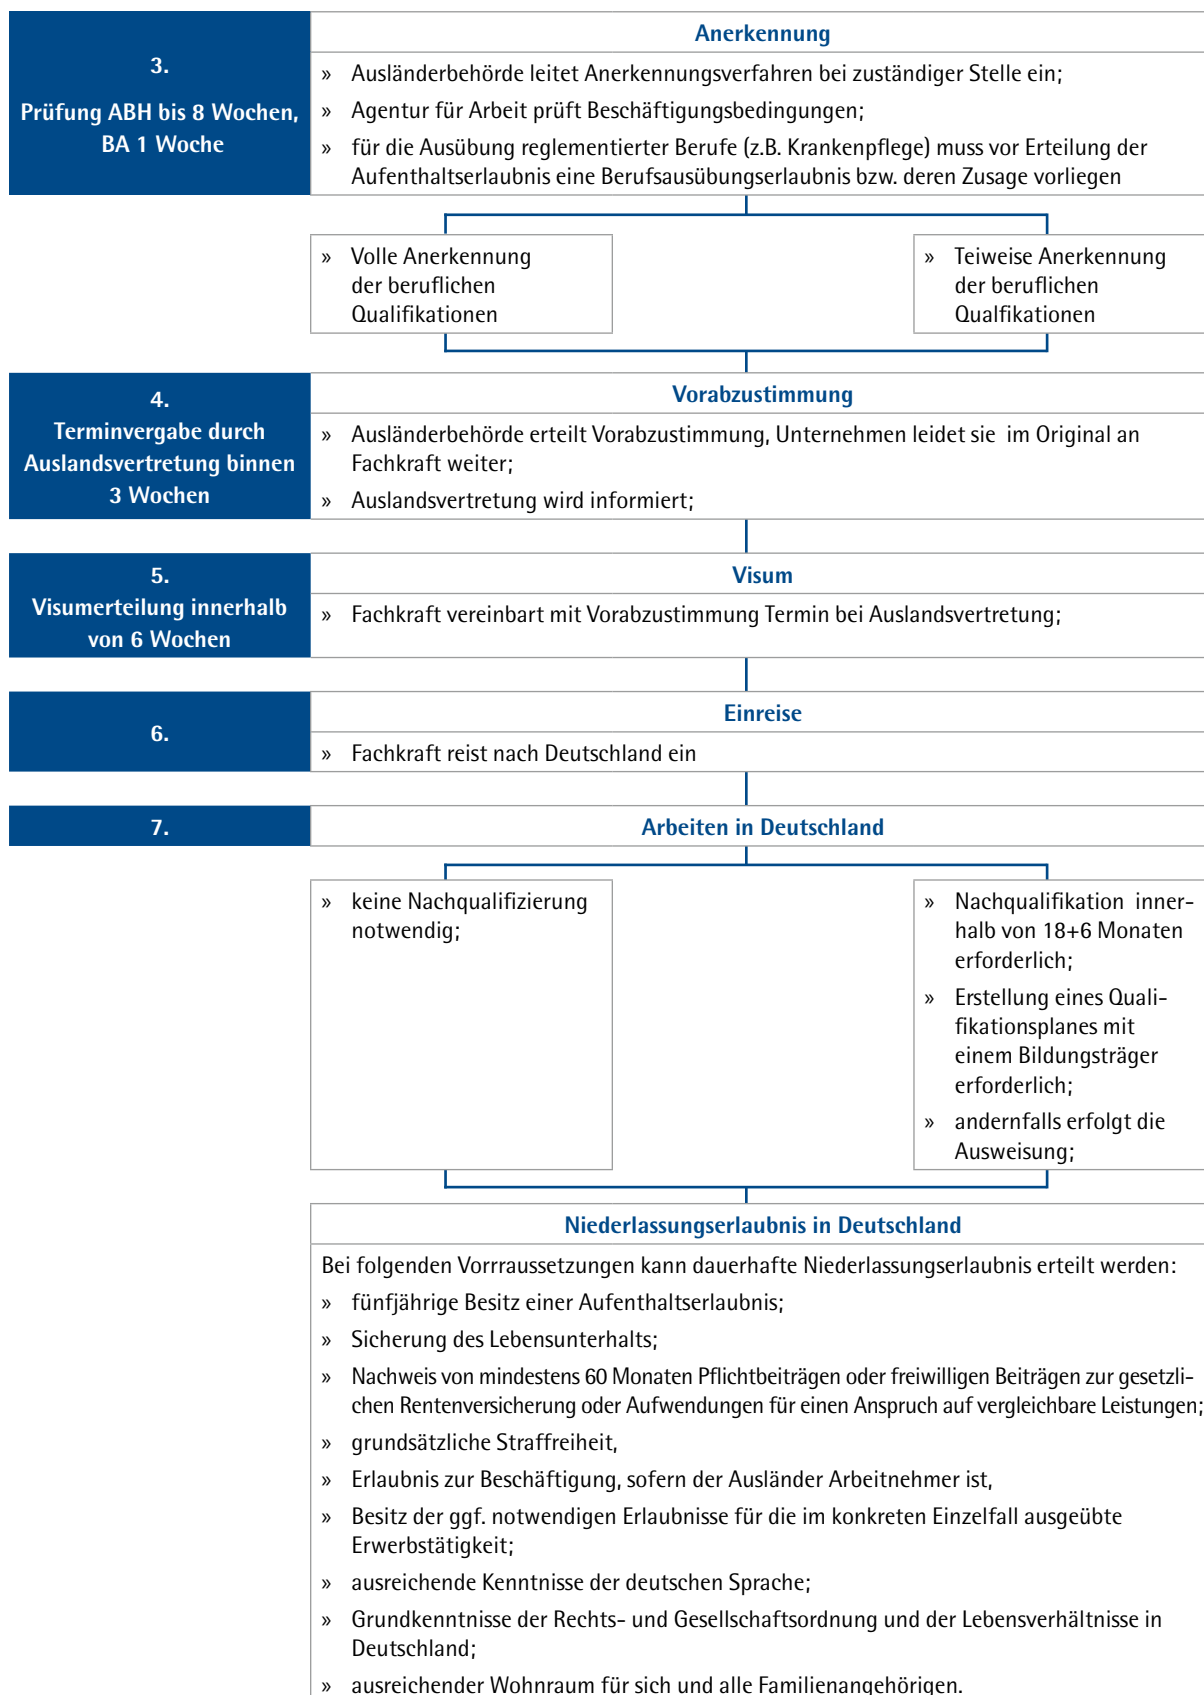 3.
Prüfung ABH bis 8 Wochen,
BA 1 Woche
Anerkennung
» Ausländerbehörde leitet Anerkennungsverfahren bei zuständiger Stelle ein;
» Agentur für Arbeit prüft Beschäftigungsbedingungen;
» für die Ausübung reglementierter Berufe (z.B. Krankenpflege) muss vor Erteilung der
Aufenthaltserlaubnis eine Berufsausübungserlaubnis bzw. deren Zusage vorliegen
» Volle Anerkennung
der beruflichen
Qualifikationen
» Teiweise Anerkennung
der beruflichen
Qualfikationen
4.
Terminvergabe durch
Auslandsvertretung binnen
3 Wochen
Vorabzustimmung
» Ausländerbehörde erteilt Vorabzustimmung, Unternehmen leidet sie im Original an
Fachkraft weiter;
» Auslandsvertretung wird informiert;
5.
Visumerteilung innerhalb
von 6 Wochen
Visum
» Fachkraft vereinbart mit Vorabzustimmung Termin bei Auslandsvertretung;
6.
Einreise
» Fachkraft reist nach Deutschland ein
7.
Arbeiten in Deutschland
» keine Nachqualifizierung
notwendig;
» Nachqualifikation inner-
halb von 18+6 Monaten
erforderlich;
» Erstellung eines Quali-
fikationsplanes mit
einem Bildungsträger
erforderlich;
» andernfalls erfolgt die
Ausweisung;
Niederlassungserlaubnis in Deutschland
Bei folgenden Vorrraussetzungen kann dauerhafte Niederlassungserlaubnis erteilt werden:
» fünfjährige Besitz einer Aufenthaltserlaubnis;
» Sicherung des Lebensunterhalts;
» Nachweis von mindestens 60 Monaten Pflichtbeiträgen oder freiwilligen Beiträgen zur gesetzli-
chen Rentenversicherung oder Aufwendungen für einen Anspruch auf vergleichbare Leistungen;
» grundsätzliche Straffreiheit,
» Erlaubnis zur Beschäftigung, sofern der Ausländer Arbeitnehmer ist,
» Besitz der ggf. notwendigen Erlaubnisse für die im konkreten Einzelfall ausgeübte
Erwerbstätigkeit;
» ausreichende Kenntnisse der deutschen Sprache;
» Grundkenntnisse der Rechts- und Gesellschaftsordnung und der Lebensverhältnisse in
Deutschland;
» ausreichender Wohnraum für sich und alle Familienangehörigen.